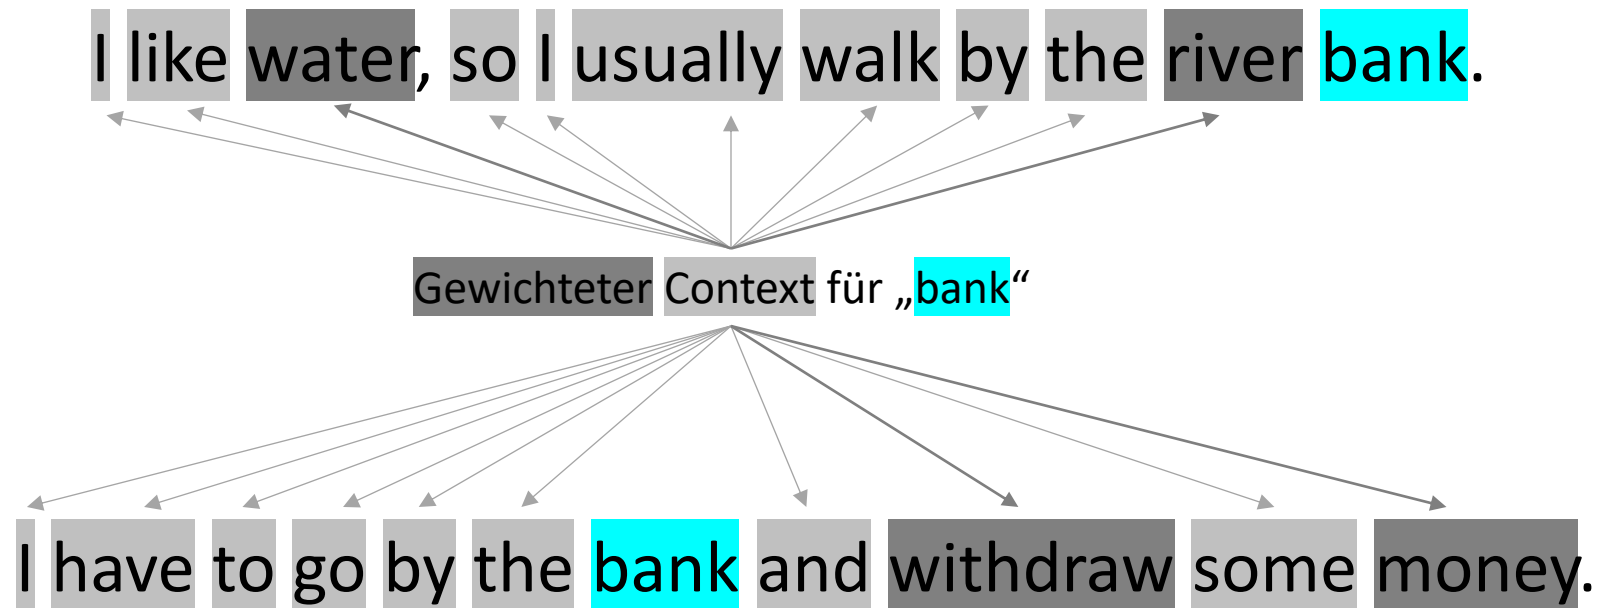 I like water, so I usually walk by the river bank.
Gewichteter Context für „bank“
I have to go by the bank and withdraw some money.